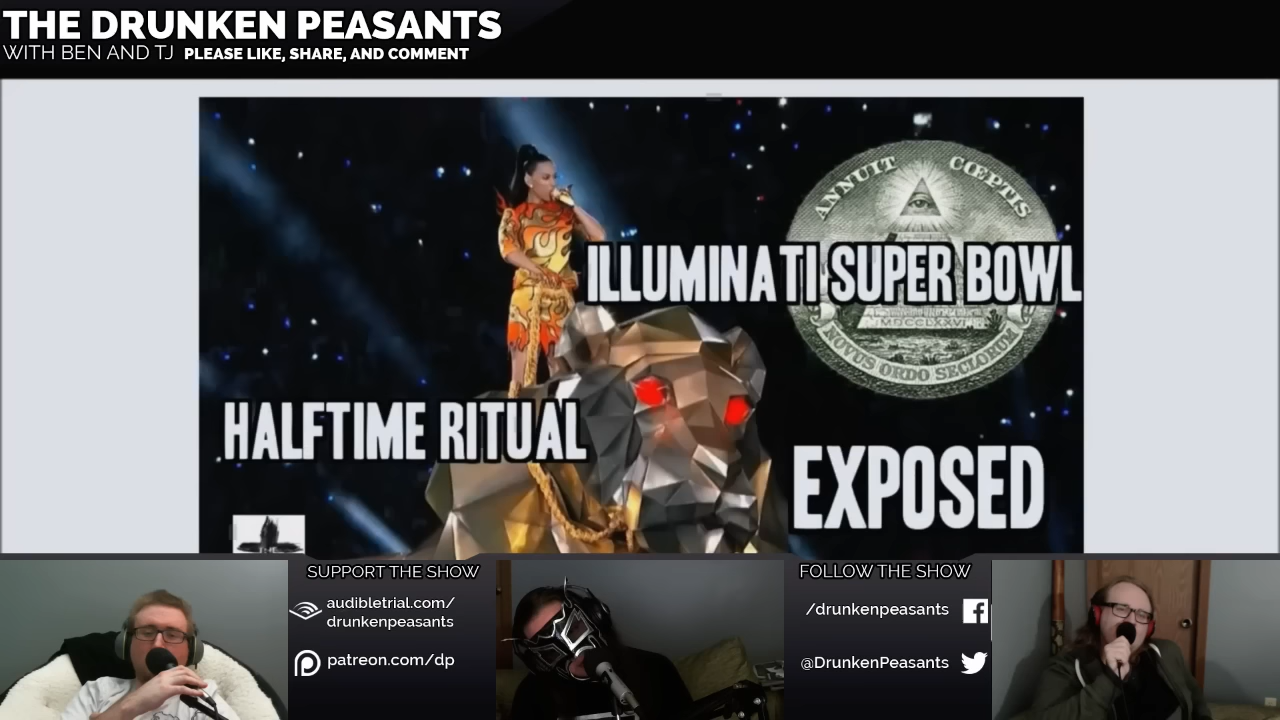 THE DRUNKEN PEASANTS
WITH BEN AND TJ PLEASE LIKE, SHARE, AND COMMENT
ANNUIT CŒPTIS
ILLUMINATI SUPER BOWL
MDCCLXXVI
NOVUS ORDO SECLORUM
HALFTIME RITUAL
EXPOSED
SUPPORT THE SHOW
audibletrial.com/
drunkenpeasants
patreon.com/dp
FOLLOW THE SHOW
/drunkenpeasants
@DrunkenPeasants